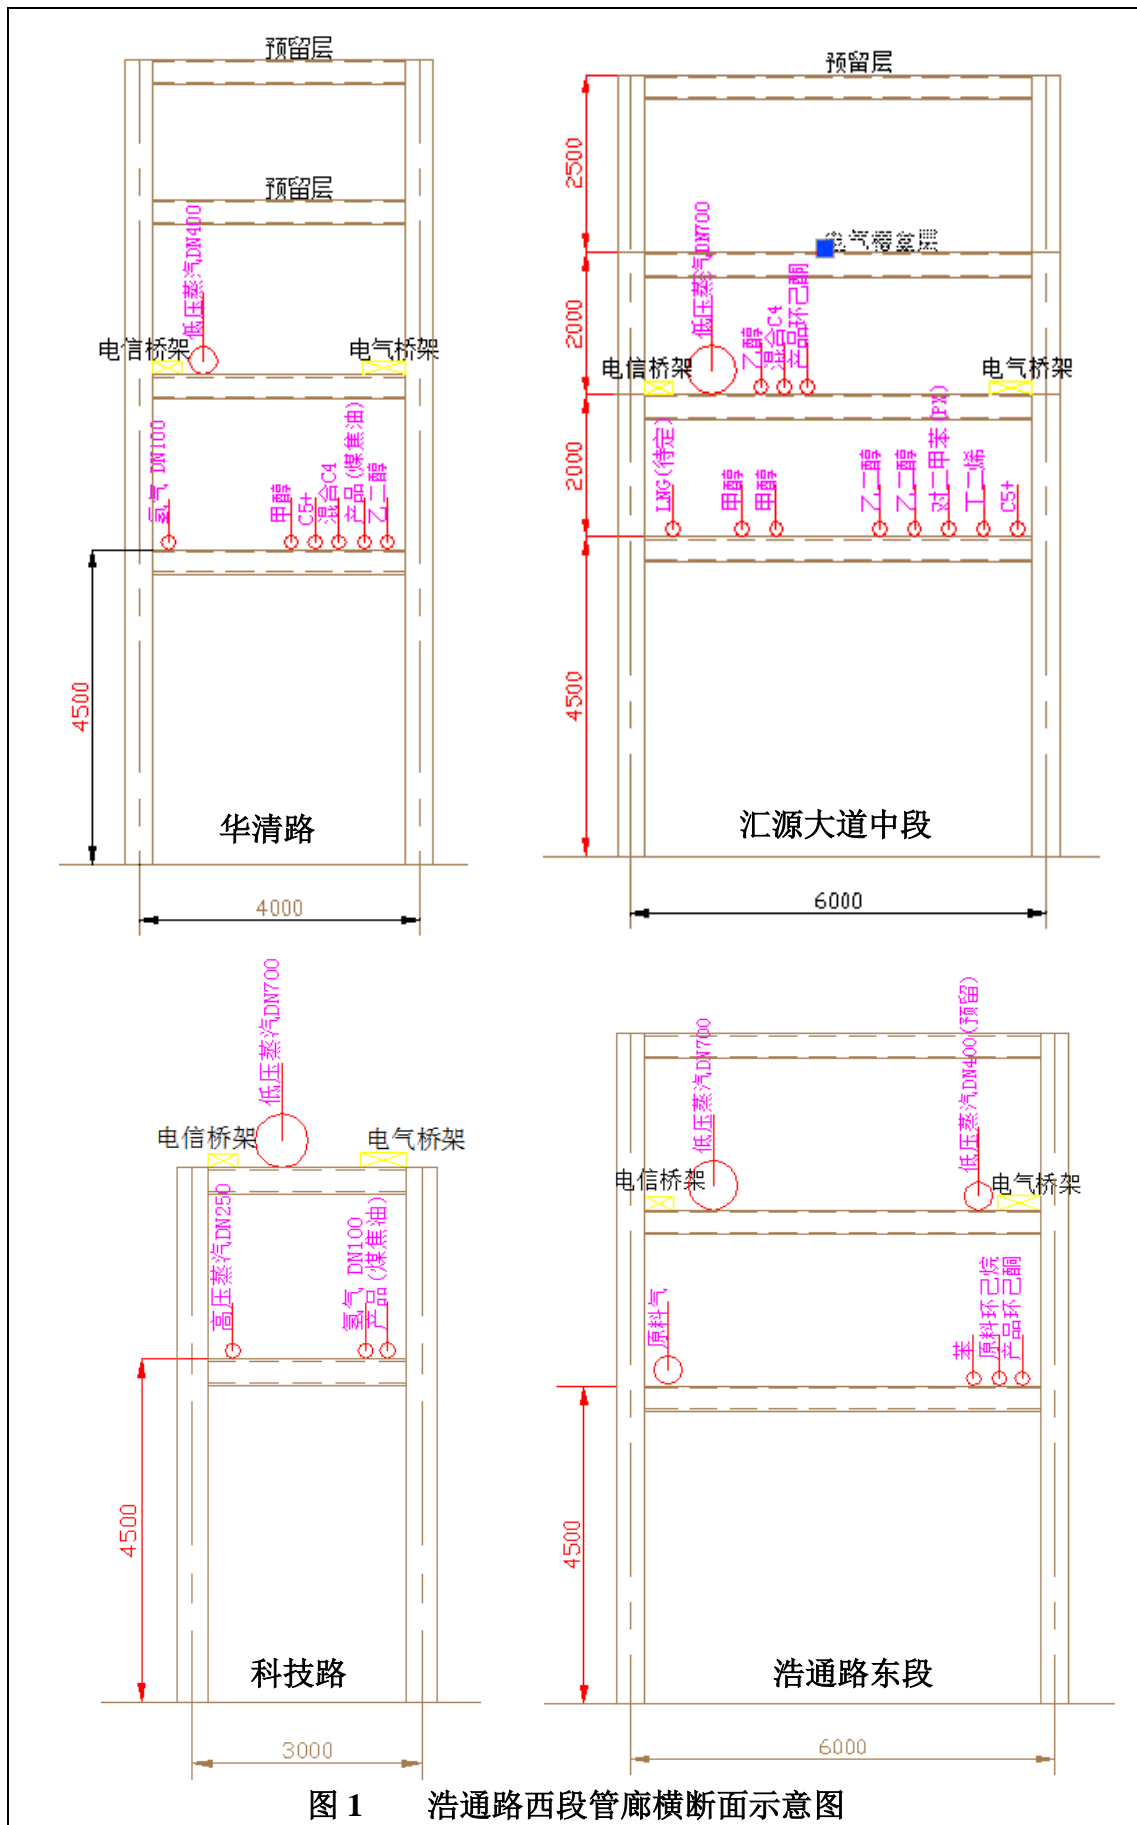 预留层
预留层
低压蒸汽DN400
电信桥架
电气桥架
氢气 DN100
甲醇
C5+
混合C4
产品(煤焦油)
乙二醇
4500
华清路
4000
预留层
2500
低压蒸汽DN700
乙醇
混合C4
产品环己酮
2000
电信桥架
电气桥架
LNG(待定)
甲醇
甲醇
乙二醇
乙二醇
对二甲苯(PX)
丁二烯
C5+
2000
4500
汇源大道中段
6000
低压蒸汽DN700
电信桥架
电气桥架
高压蒸汽DN250
氢气 DN100
产品(煤焦油)
4500
科技路
3000
低压蒸汽DN700
低压蒸汽DN400(预留)
电信桥架
电气桥架
原料气
苯
原料环己烷
产品环己酮
4500
浩通路东段
6000
图 1 浩通路西段管廊横断面示意图